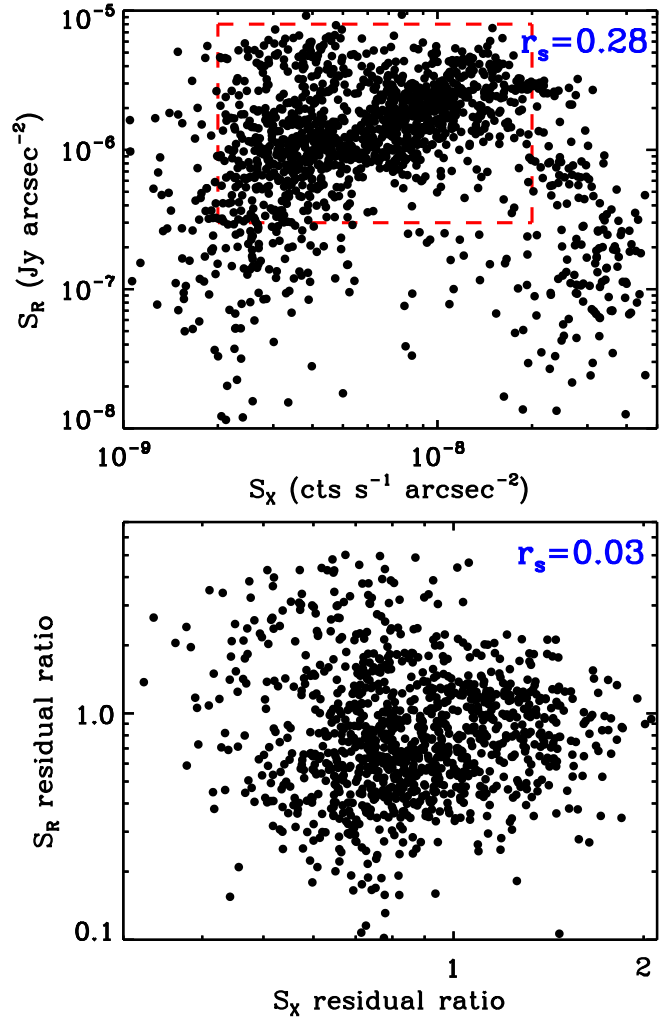 10⁻⁵
r_s=0.28
10⁻⁶
S_R (Jy arcsec⁻²)
10⁻⁷
10⁻⁸
10⁻⁹
10⁻⁸
S_X (cts s⁻¹ arcsec⁻²)
r_s=0.03
1.0
S_R residual ratio
0.1
1
2
S_X residual ratio